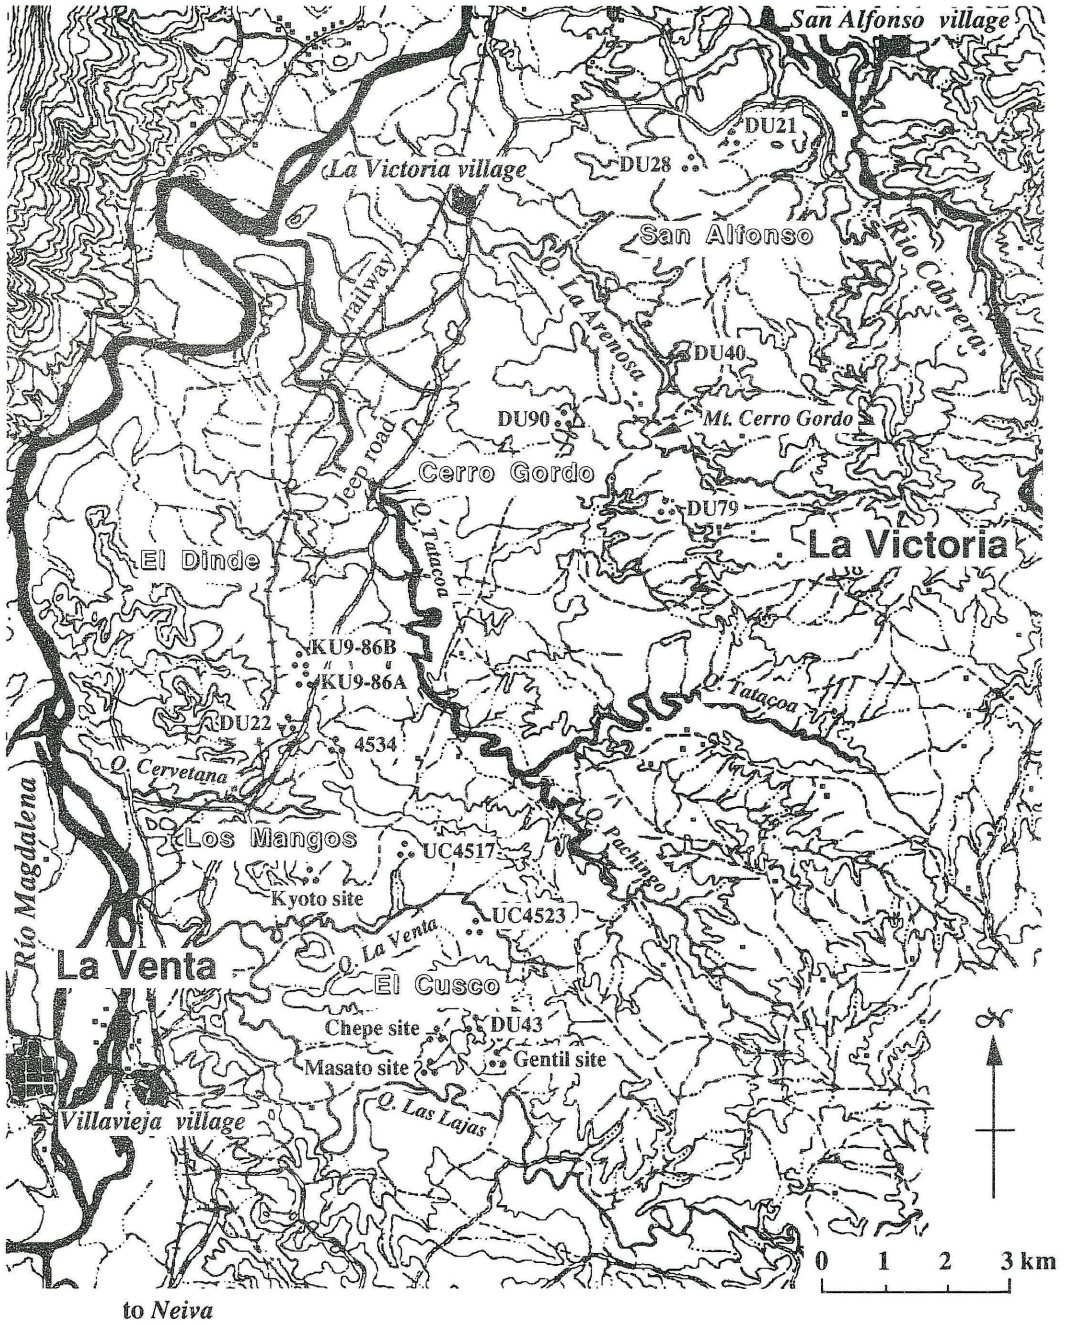 San Alfonso village
DU21
DU28
La Victoria village
San Alfonso
Río Cabrera
railway
Q. La Arenosa
DU40
DU90
Mt. Cerro Gordo
Jeep road
Cerro Gordo
DU79
Q. Tatacoa
El Dinde
La Victoria
KU9-86B
KU9-86A
Q. Tatacoa
DU22
4534
Q. Cervetana
Río Magdalena
Los Mangos
UC4517
Q. Pachingo
Kyoto site
UC4523
Q. La Venta
La Venta
El Cusco
Chepe site
DU43
Masato site
Gentil site
Q. Las Lajas
Villavieja village
0 1 2 3 km
to Neiva